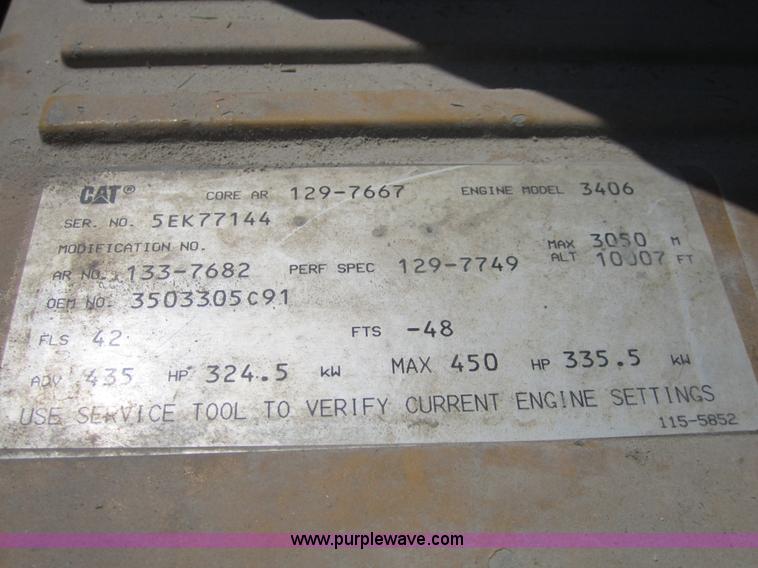 CAT® CORE AR 129-7667 ENGINE MODEL 3406
SER. NO. 5EK77144
MODIFICATION NO.
MAX 3050 M
AR NO. 133-7682 PERF SPEC 129-7749 ALT 10007 FT
OEM NO. 3503305C91
FLS 42 FTS -48
ADV 435 HP 324.5 kW MAX 450 HP 335.5 kW
USE SERVICE TOOL TO VERIFY CURRENT ENGINE SETTINGS
115-5852
www.purplewave.com